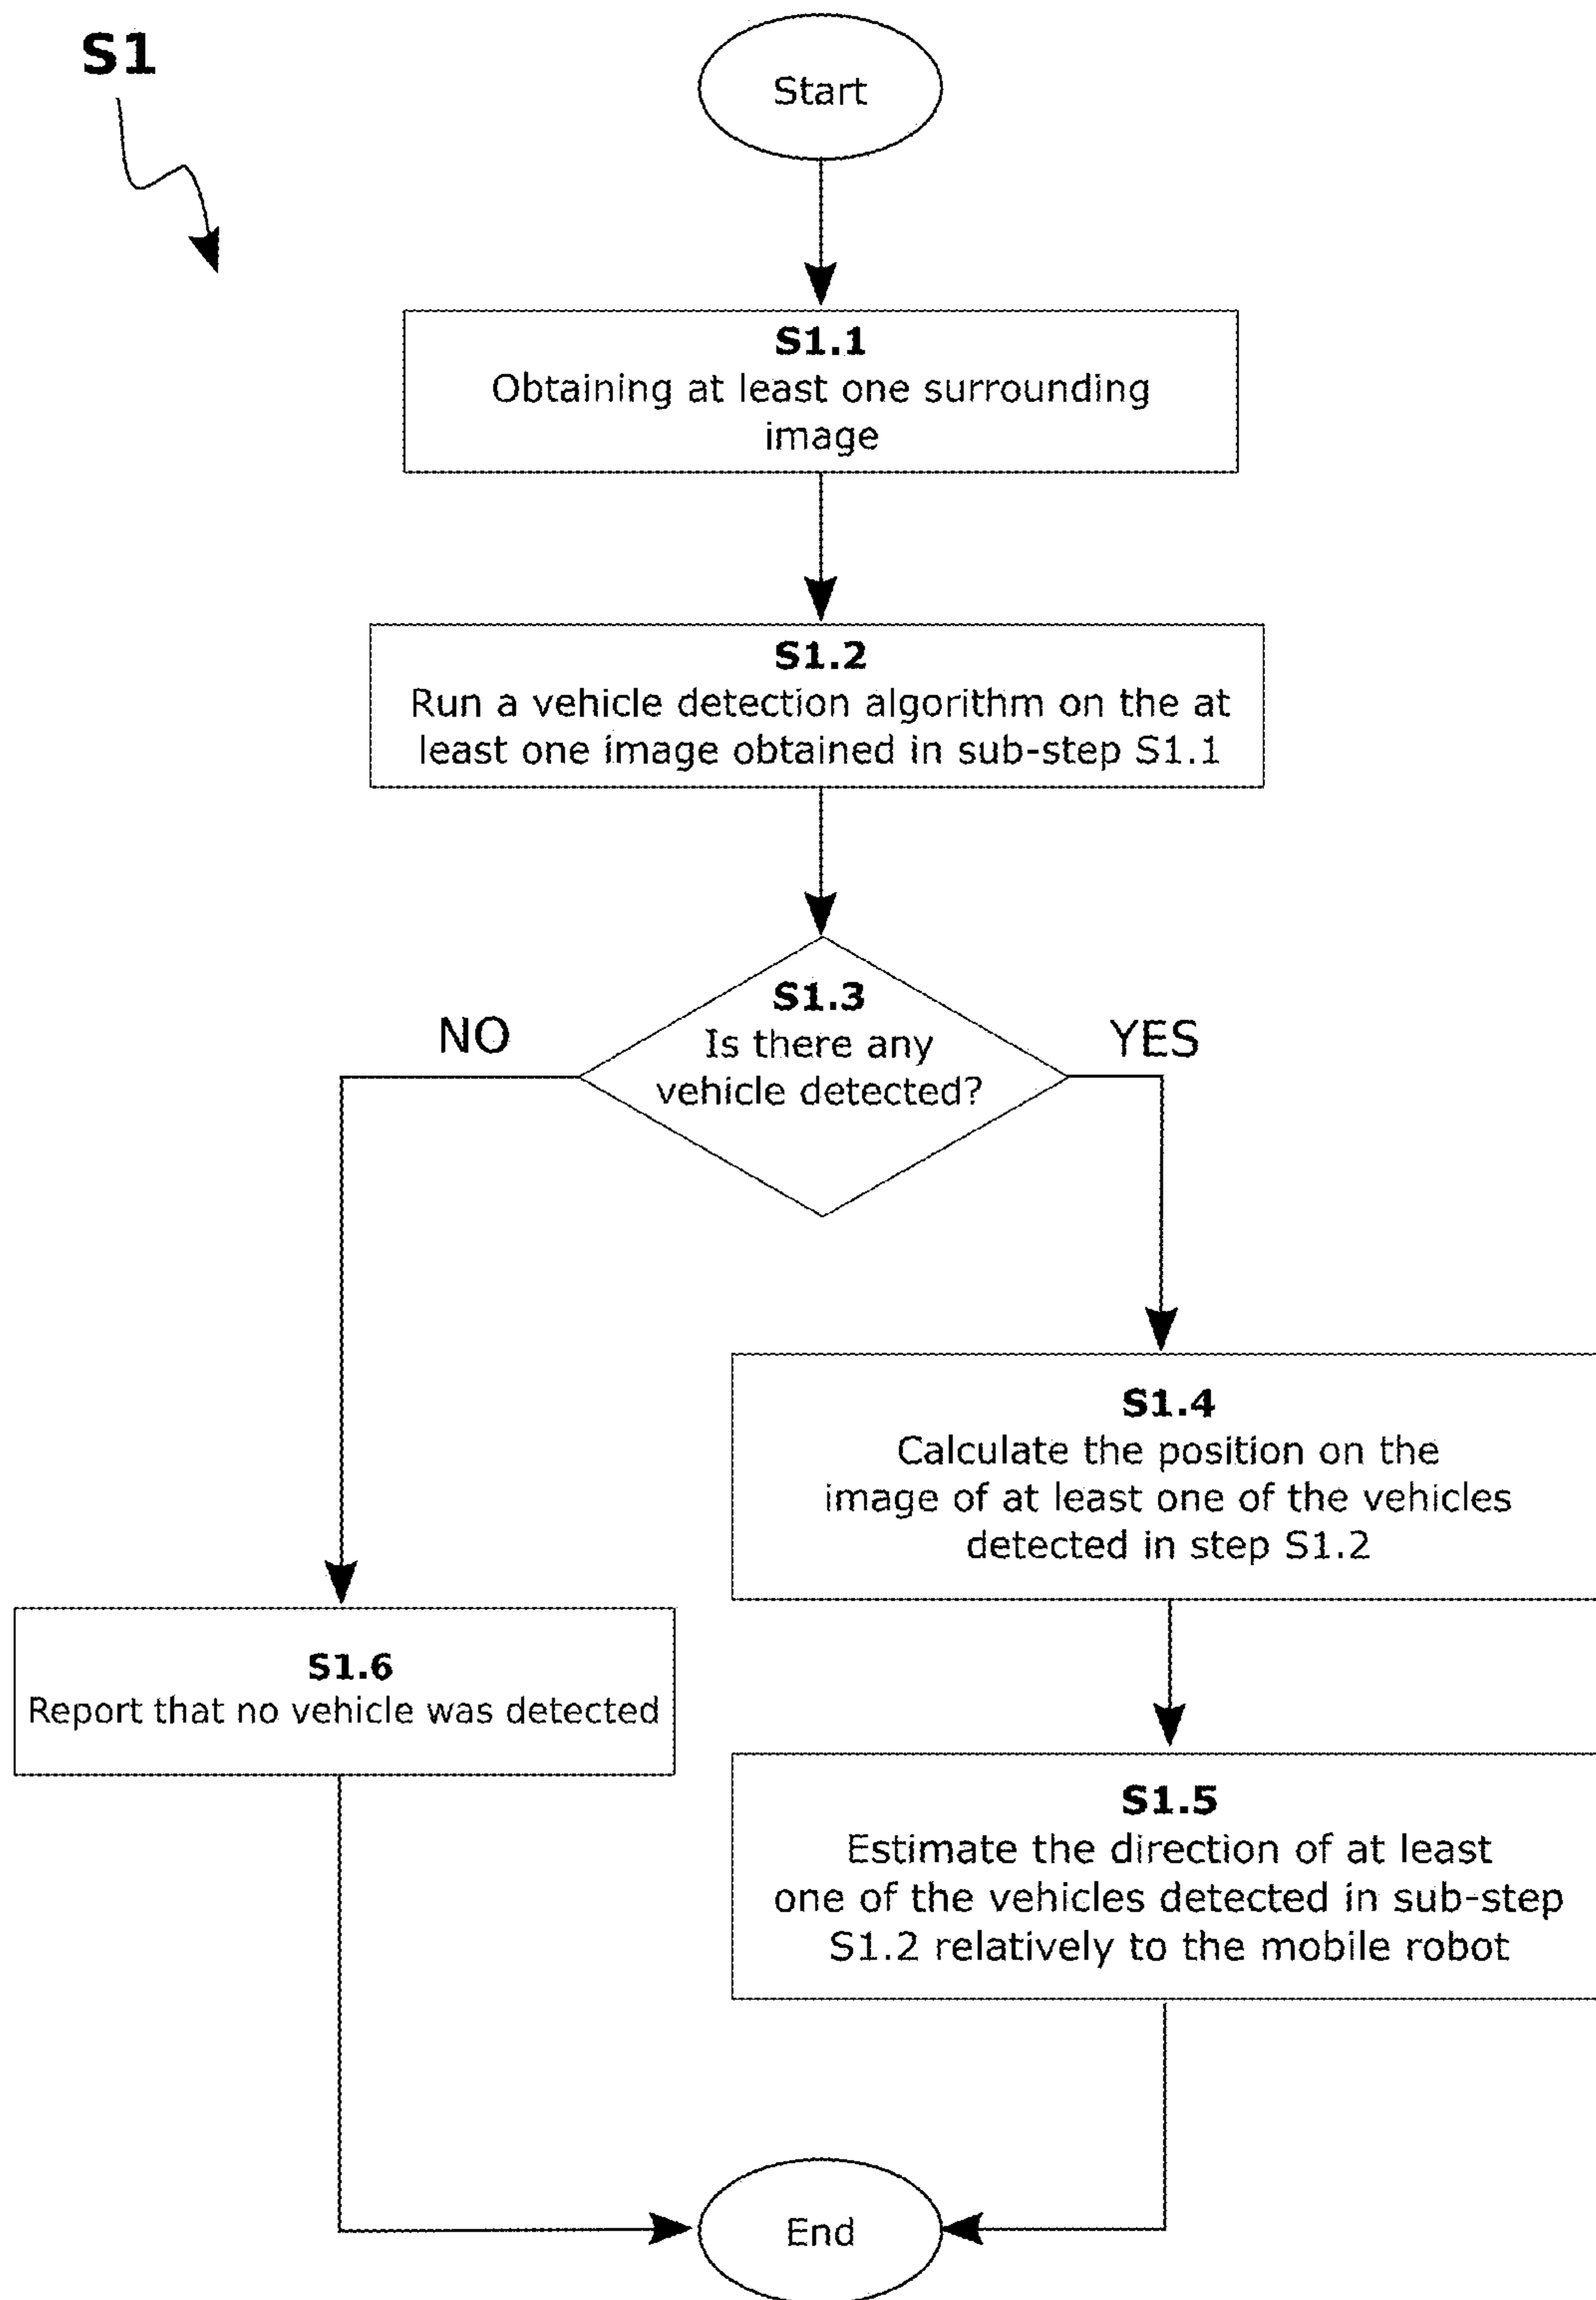 S1
Start
S1.1
Obtaining at least one surrounding
image
S1.2
Run a vehicle detection algorithm on the at
least one image obtained in sub-step S1.1
S1.3
Is there any
vehicle detected?
NO
YES
S1.4
Calculate the position on the
image of at least one of the vehicles
detected in step S1.2
S1.6
Report that no vehicle was detected
S1.5
Estimate the direction of at least
one of the vehicles detected in sub-step
S1.2 relatively to the mobile robot
End